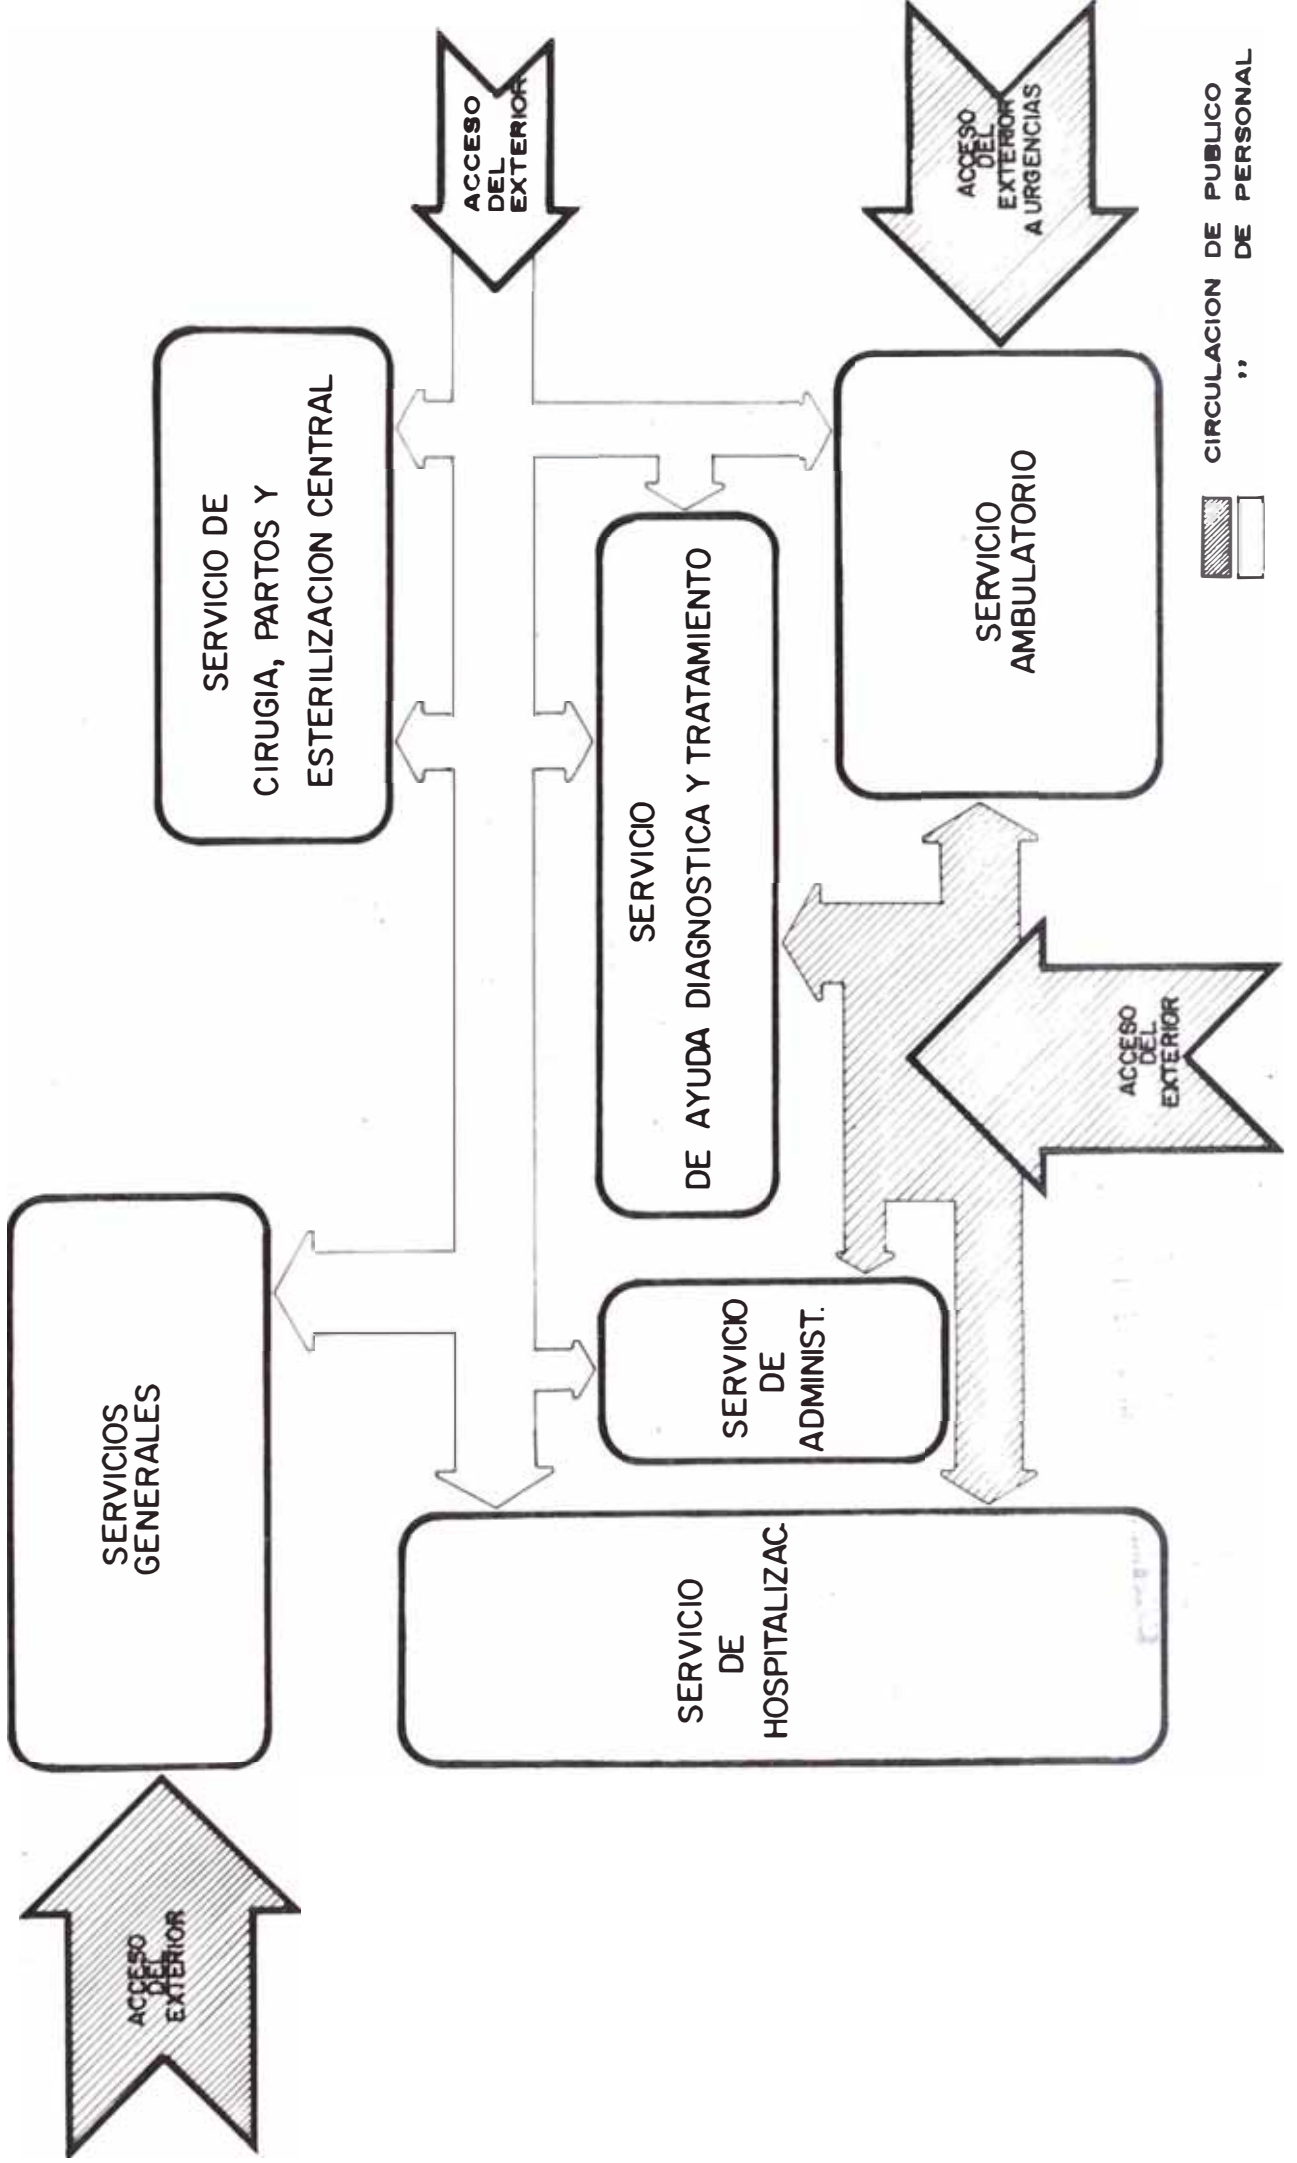 ACCESO
DEL
EXTERIOR
SERVICIOS
GENERALES
SERVICIO DE
CIRUGIA, PARTOS Y
ESTERILIZACION CENTRAL
ACCESO
DEL
EXTERIOR
SERVICIO
DE
HOSPITALIZAC.
SERVICIO
DE
ADMINIST.
SERVICIO
DE AYUDA DIAGNOSTICA Y TRATAMIENTO
SERVICIO
AMBULATORIO
ACCESO
DEL
EXTERIOR
A URGENCIAS
ACCESO
DEL
EXTERIOR
CIRCULACION DE PUBLICO
,, DE PERSONAL